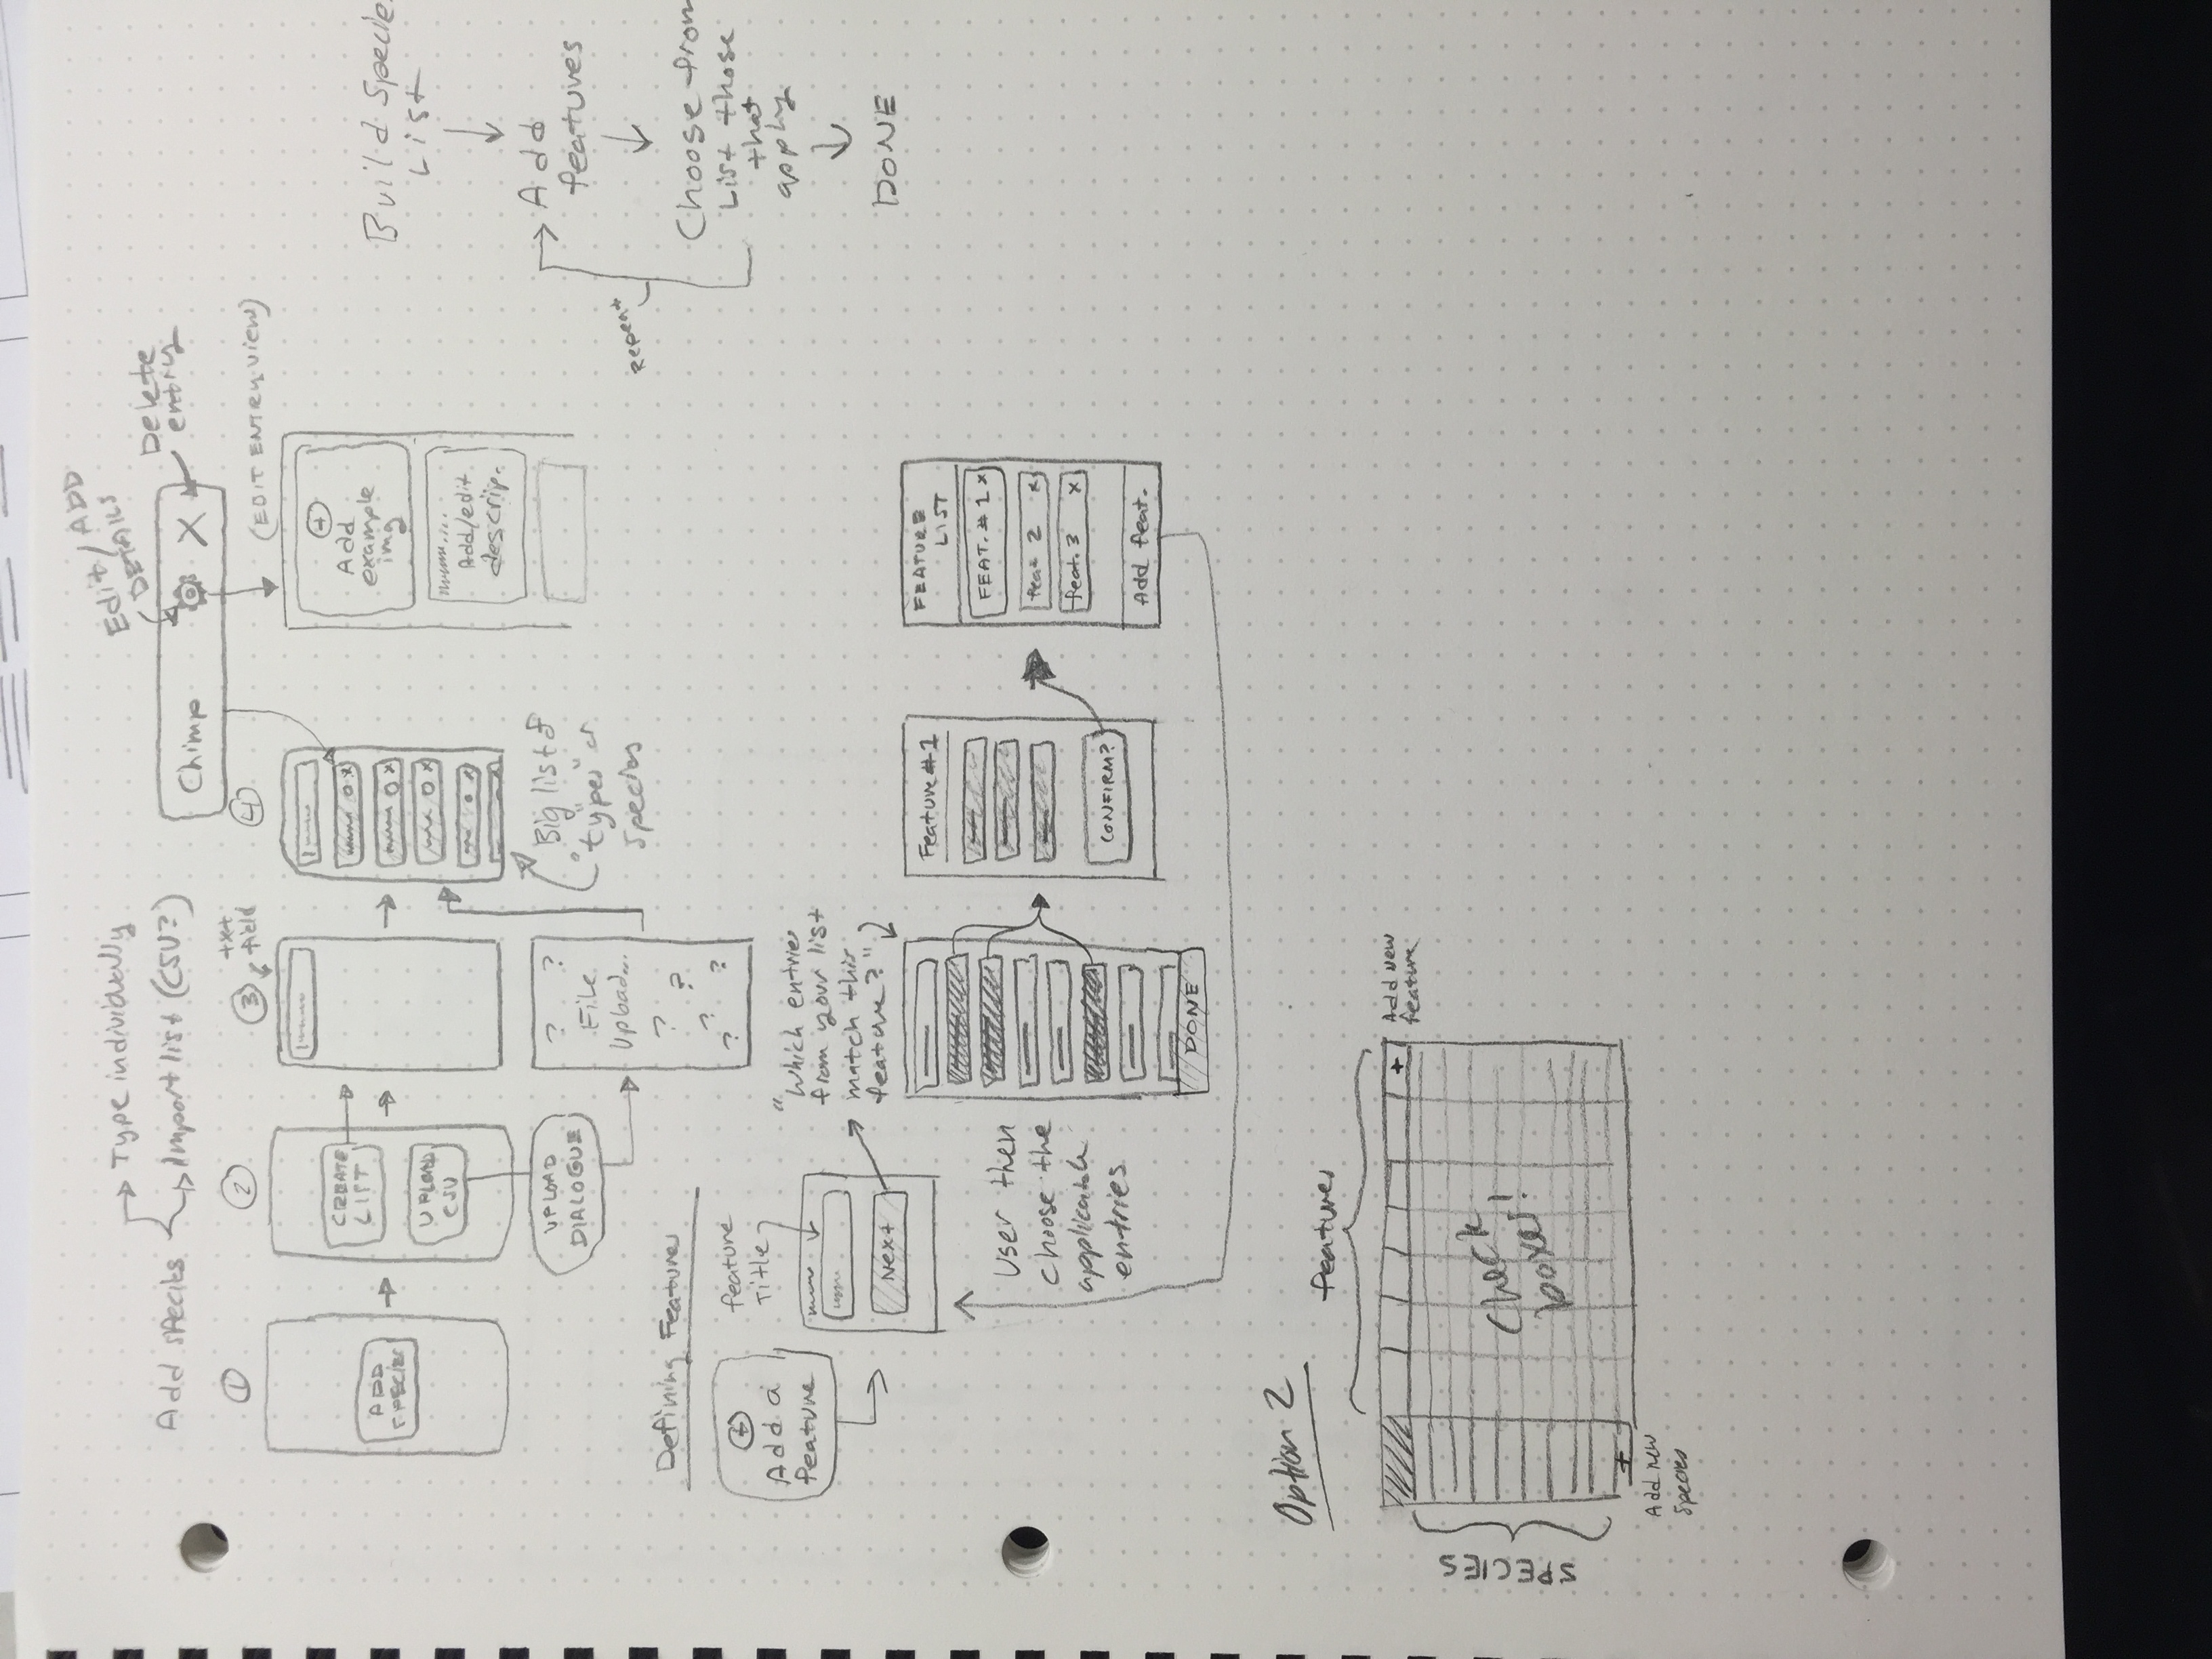 Type individually
Add species
Import list (CSU?)
Edit/ADD
DETAILS
Delete
entry
Chimp
X
1
2
3
txt
field
4
(EDIT ENTRY VIEW)
ADD
SPECIES
CREATE
LIST
UPLOAD
CSU
UPLOAD
DIALOGUE
? ?
File
Upload...
?
?
?
? ?
O X
O X
O X
O X
Big list of
"types" or
species
+
Add
example
img
Add/edit
descrip.
Build Species
List
Add
features
Repeat
Choose from
List those
that
apply
DONE
Defining Features
+
Add a
feature
feature
Title
Next
"Which entries
from your list
match this
feature?"
User then
choose the
applicable
entries
DONE
Feature #1
CONFIRM?
FEATURE
LIST
FEAT. #1 X
feat 2 X
feat. 3 X
Add feat.
Option 2
features
+
Add new
feature
SPECIES
Check
boxes!
+
Add new
species